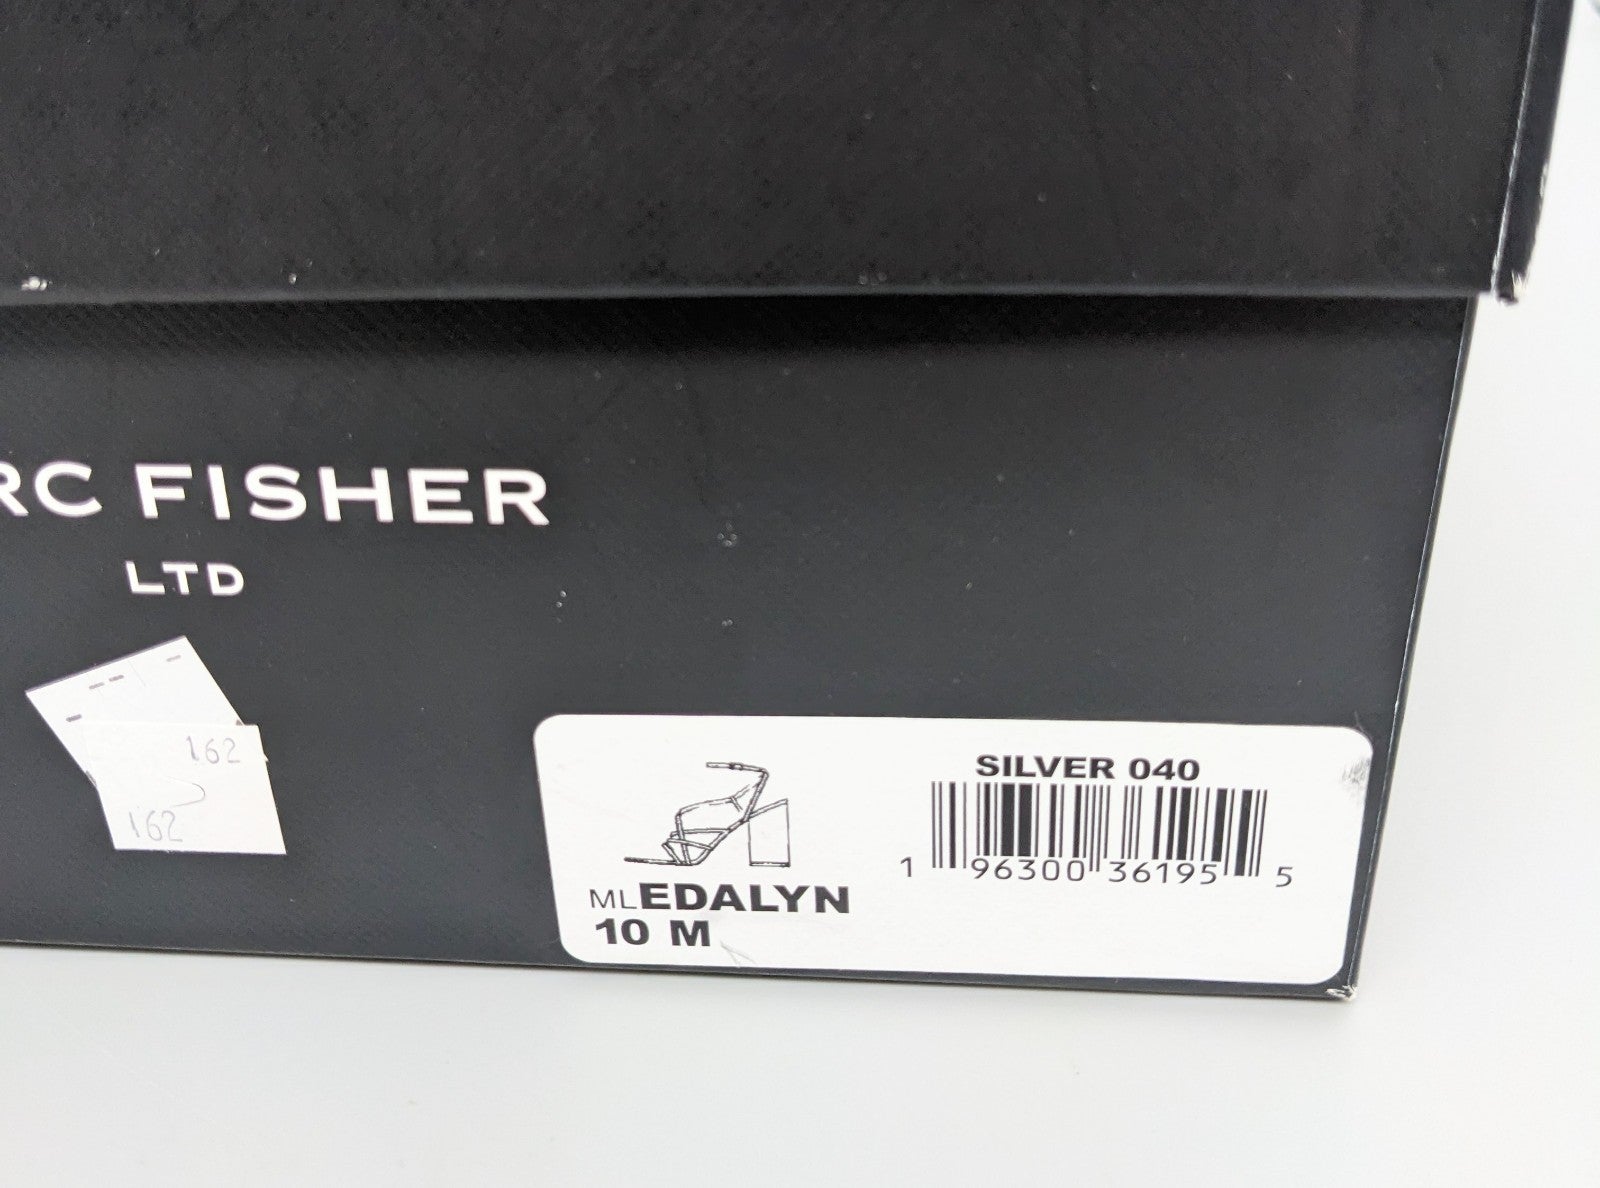 RC FISHER
LTD
162
162
SILVER 040
1 96300 36195 5
MLEDALYN
10 M